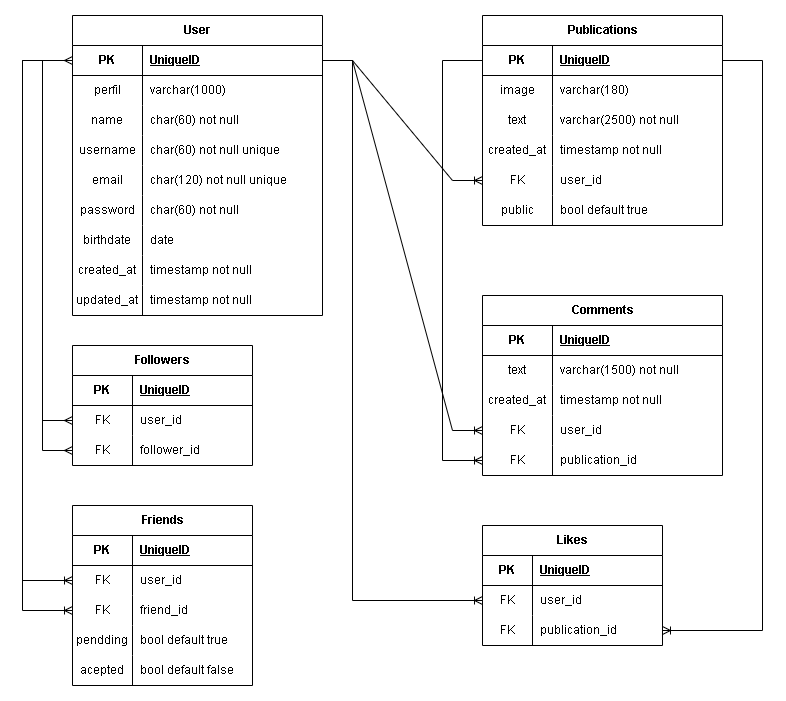 User
PK UniqueID
perfil varchar(1000)
name char(60) not null
username char(60) not null unique
email char(120) not null unique
password char(60) not null
birthdate date
created_at timestamp not null
updated_at timestamp not null
Followers
PK UniqueID
FK user_id
FK follower_id
Friends
PK UniqueID
FK user_id
FK friend_id
pendding bool default true
acepted bool default false
Publications
PK UniqueID
image varchar(180)
text varchar(2500) not null
created_at timestamp not null
FK user_id
public bool default true
Comments
PK UniqueID
text varchar(1500) not null
created_at timestamp not null
FK user_id
FK publication_id
Likes
PK UniqueID
FK user_id
FK publication_id